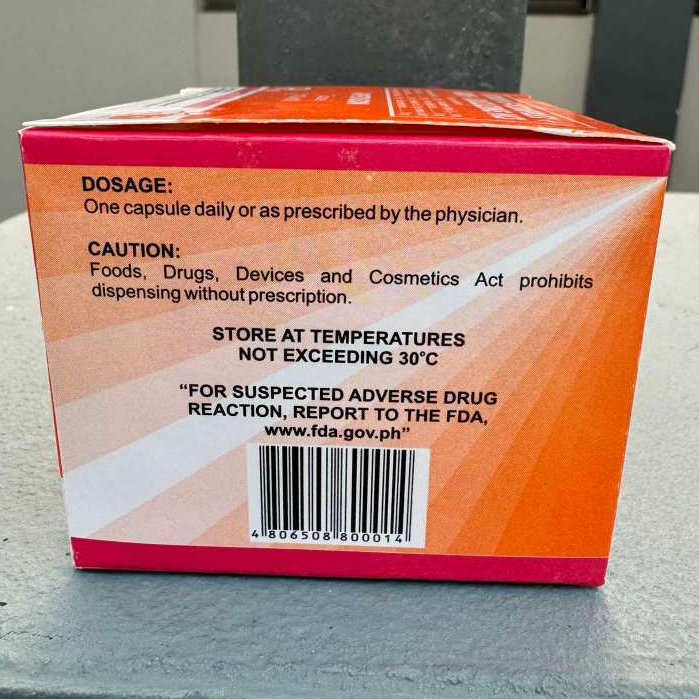 DOSAGE:
One capsule daily or as prescribed by the physician.
CAUTION:
Foods, Drugs, Devices and Cosmetics Act prohibits
dispensing without prescription.
STORE AT TEMPERATURES
NOT EXCEEDING 30°C
“FOR SUSPECTED ADVERSE DRUG
REACTION, REPORT TO THE FDA,
www.fda.gov.ph”
4 806508 800014